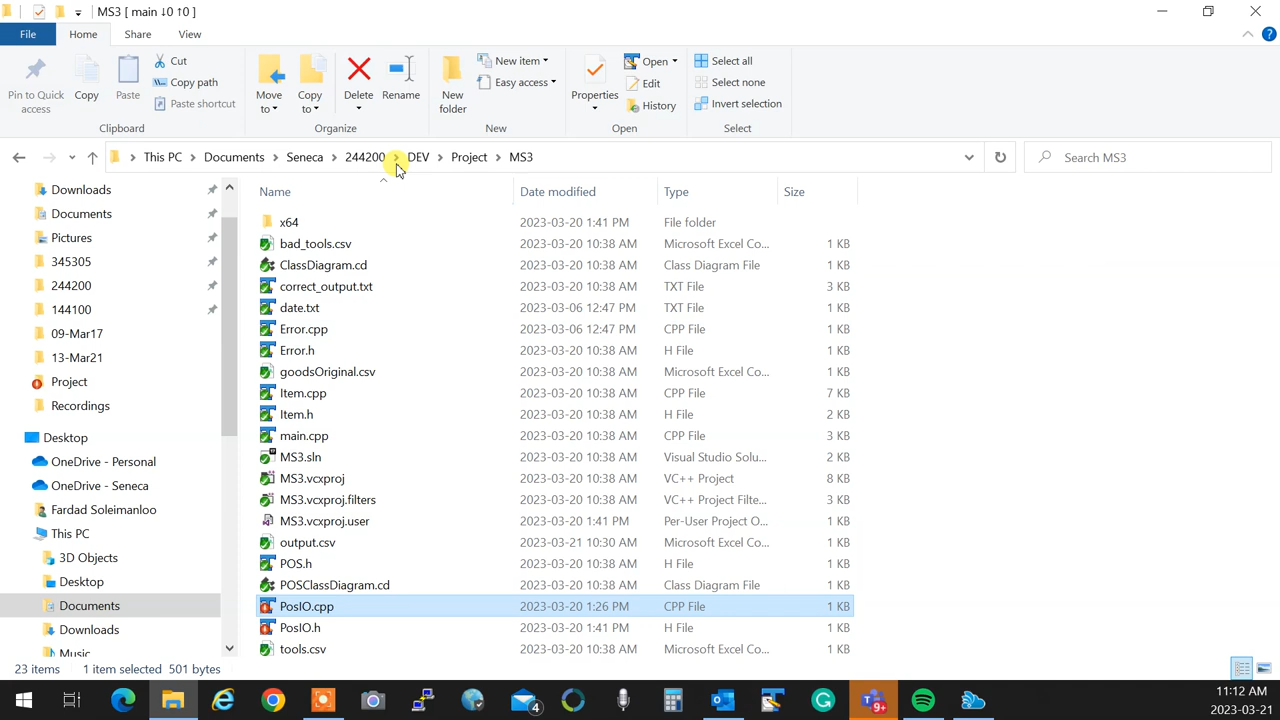 MS3 [ main ↓0 ↑0 ]
File
Home
Share
View
Pin to Quick access
Copy
Paste
Cut
Copy path
Paste shortcut
Clipboard
Move to
Copy to
Delete
Rename
Organize
New folder
New item
Easy access
New
Properties
Open
Edit
History
Open
Select all
Select none
Invert selection
Select
This PC > Documents > Seneca > 244200 > DEV > Project > MS3
Search MS3
Name Date modified Type Size
Downloads
Documents
Pictures
345305
244200
144100
09-Mar17
13-Mar21
Project
Recordings
Desktop
OneDrive - Personal
OneDrive - Seneca
Fardad Soleimanloo
This PC
3D Objects
Desktop
Documents
Downloads
Music
x64 2023-03-20 1:41 PM File folder
bad_tools.csv 2023-03-20 10:38 AM Microsoft Excel Co... 1 KB
ClassDiagram.cd 2023-03-20 10:38 AM Class Diagram File 1 KB
correct_output.txt 2023-03-20 10:38 AM TXT File 3 KB
date.txt 2023-03-06 12:47 PM TXT File 1 KB
Error.cpp 2023-03-06 12:47 PM CPP File 1 KB
Error.h 2023-03-20 10:38 AM H File 1 KB
goodsOriginal.csv 2023-03-20 10:38 AM Microsoft Excel Co... 1 KB
Item.cpp 2023-03-20 10:38 AM CPP File 7 KB
Item.h 2023-03-20 10:38 AM H File 2 KB
main.cpp 2023-03-20 10:38 AM CPP File 3 KB
MS3.sln 2023-03-20 10:38 AM Visual Studio Solu... 2 KB
MS3.vcxproj 2023-03-20 10:38 AM VC++ Project 8 KB
MS3.vcxproj.filters 2023-03-20 10:38 AM VC++ Project Filte... 3 KB
MS3.vcxproj.user 2023-03-20 1:41 PM Per-User Project O... 1 KB
output.csv 2023-03-21 10:30 AM Microsoft Excel Co... 1 KB
POS.h 2023-03-20 10:38 AM H File 1 KB
POSClassDiagram.cd 2023-03-20 10:38 AM Class Diagram File 1 KB
PosIO.cpp 2023-03-20 1:26 PM CPP File 1 KB
PosIO.h 2023-03-20 1:41 PM H File 1 KB
tools.csv 2023-03-20 10:38 AM Microsoft Excel Co... 1 KB
23 items 1 item selected 501 bytes
4
9+
11:12 AM
2023-03-21